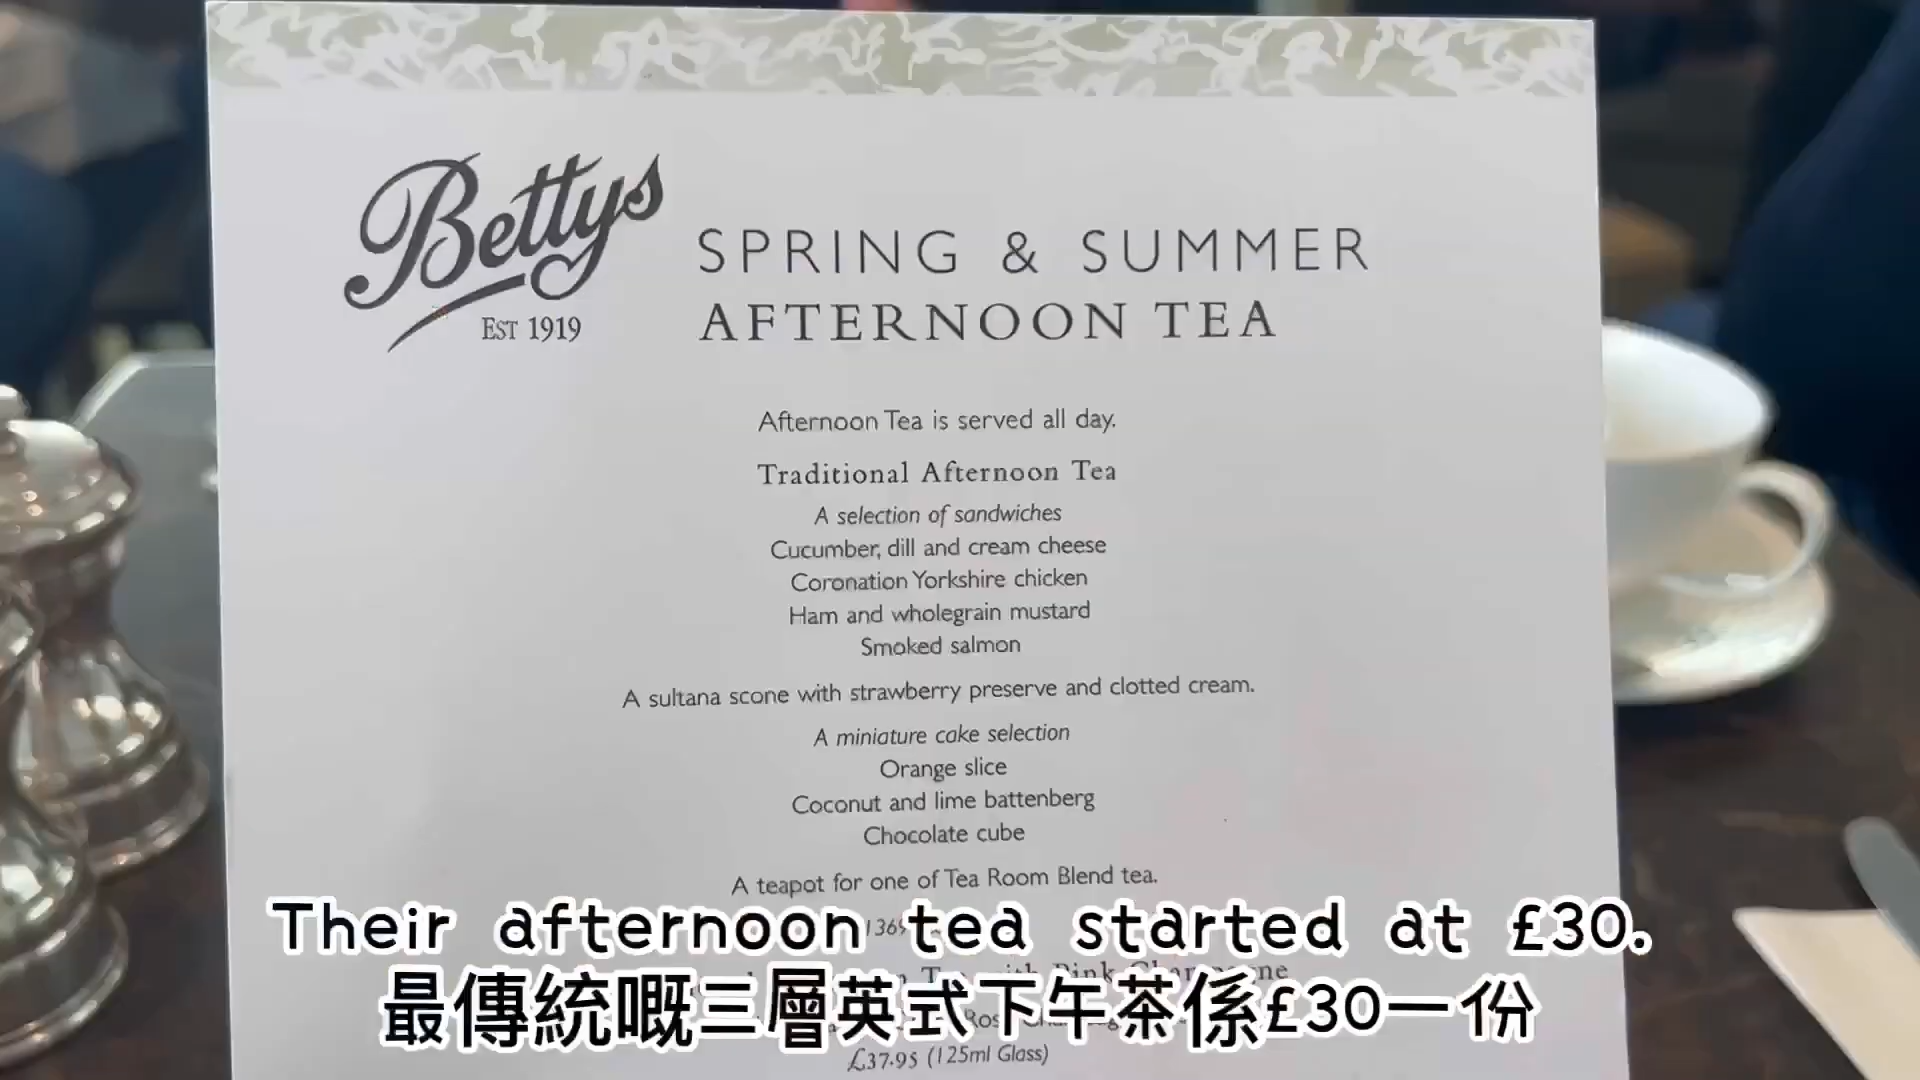 Bettys
EST 1919
SPRING & SUMMER
AFTERNOON TEA
Afternoon Tea is served all day.
Traditional Afternoon Tea
A selection of sandwiches
Cucumber, dill and cream cheese
Coronation Yorkshire chicken
Ham and wholegrain mustard
Smoked salmon
A sultana scone with strawberry preserve and clotted cream.
A miniature cake selection
Orange slice
Coconut and lime battenberg
Chocolate cube
A teapot for one of Tea Room Blend tea.
Their afternoon tea started at £30.
Pink
最傳統嘅三層英式下午茶係£30一份
£37.95 (125ml Glass)